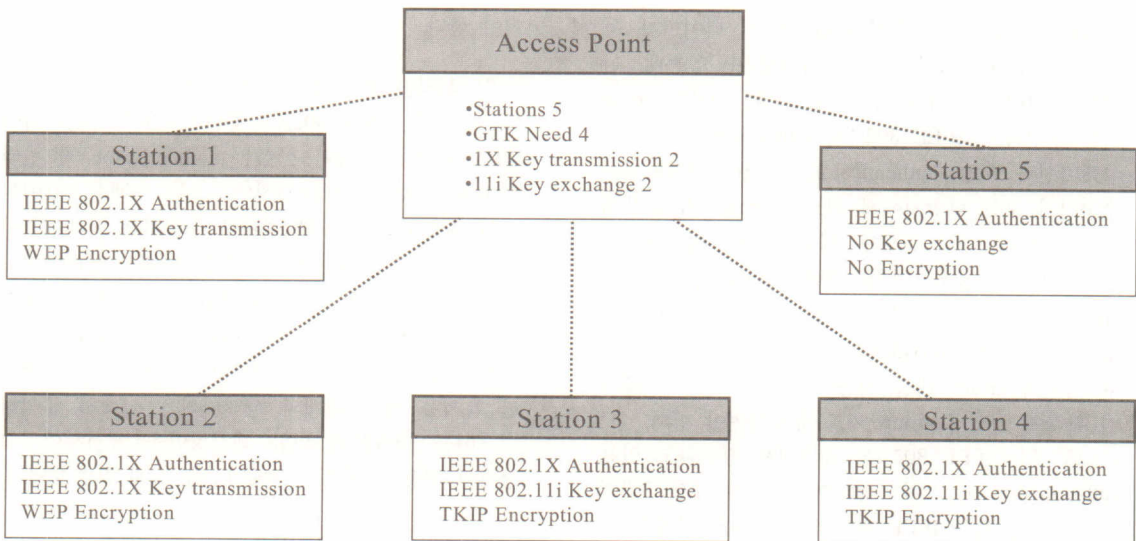 Access Point
•Stations 5
•GTK Need 4
•1X Key transmission 2
•11i Key exchange 2
Station 1
IEEE 802.1X Authentication
IEEE 802.1X Key transmission
WEP Encryption
Station 5
IEEE 802.1X Authentication
No Key exchange
No Encryption
Station 2
IEEE 802.1X Authentication
IEEE 802.1X Key transmission
WEP Encryption
Station 3
IEEE 802.1X Authentication
IEEE 802.11i Key exchange
TKIP Encryption
Station 4
IEEE 802.1X Authentication
IEEE 802.11i Key exchange
TKIP Encryption